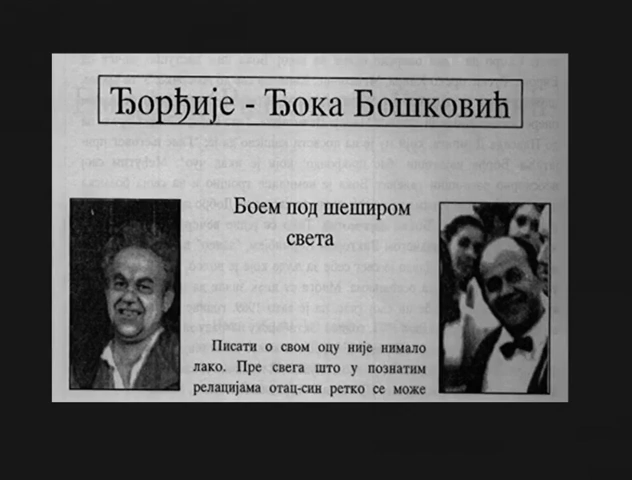 Ђорђије - Ђока Бошковић
Боем под шеширом
света
Писати о свом оцу није нимало
лако. Пре свега што у познатим
релацијама отац-син ретко се може